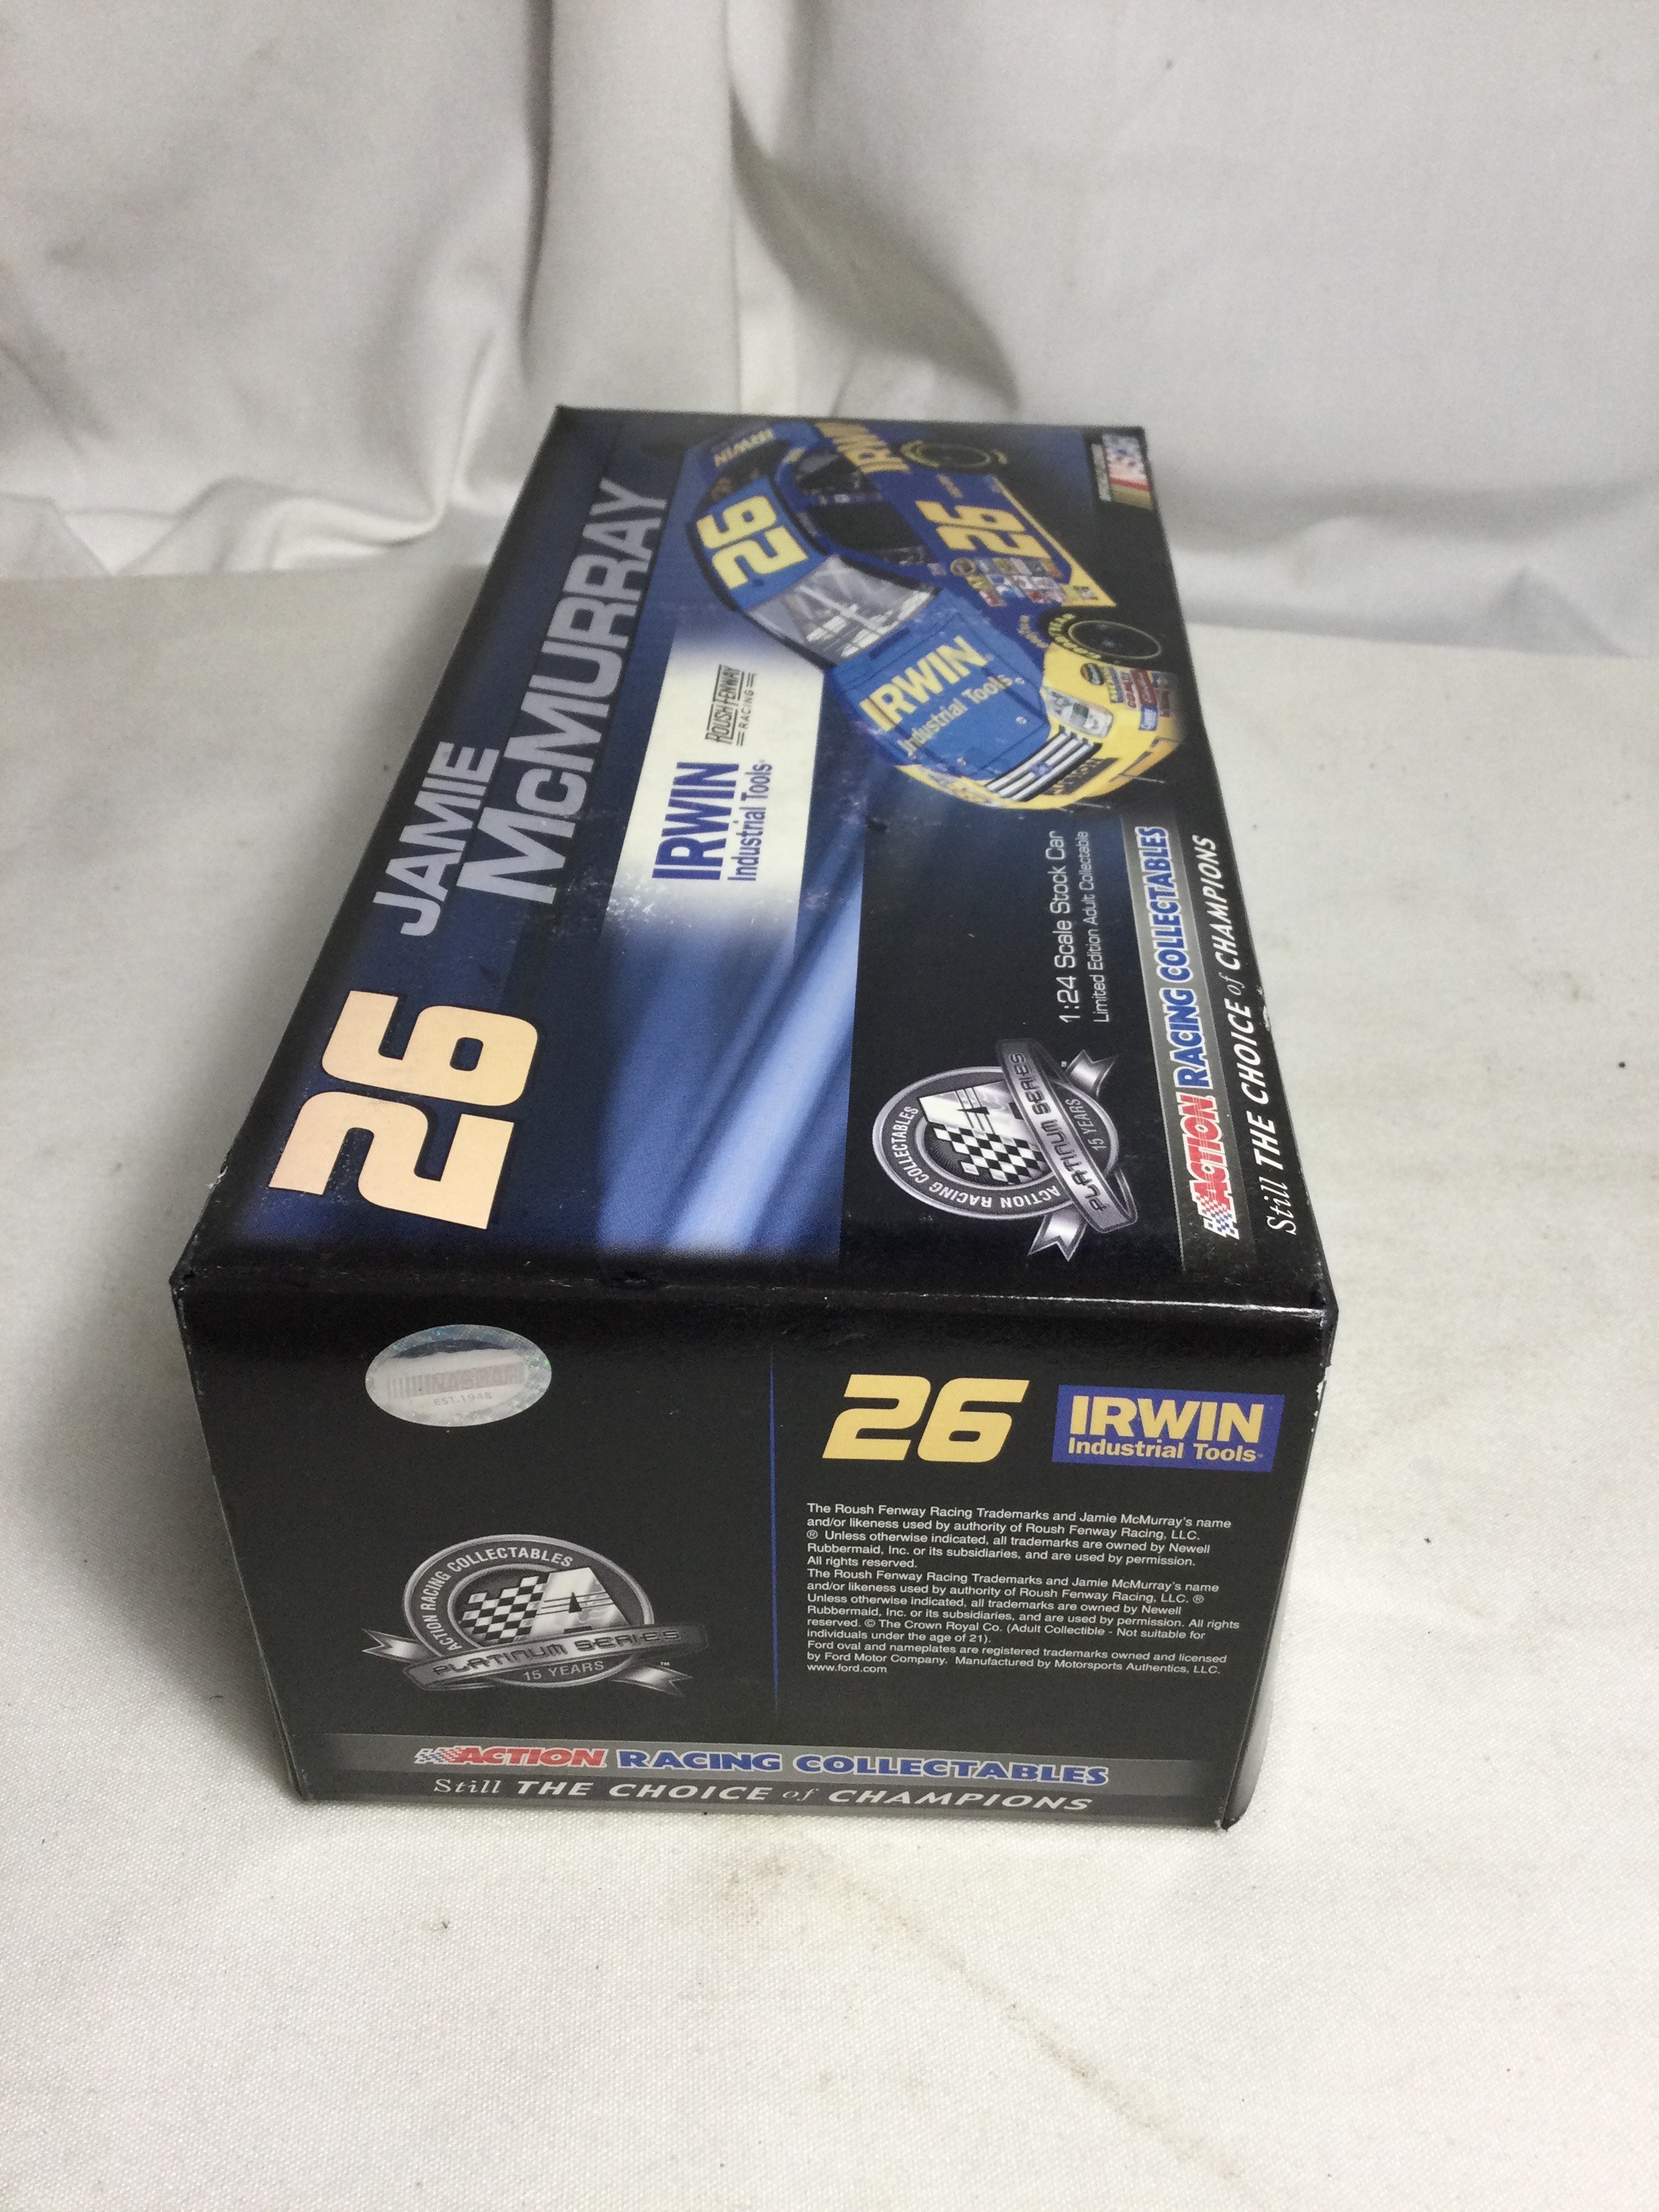 26
JAMIE
McMURRAY
IRWIN
Industrial Tools
ROUSH FENWAY
RACING
IRWIN
26
IRWIN
26
IRWIN
Industrial Tools
1:24 Scale Stock Car
Limited Edition Adult Collectable
ACTION RACING COLLECTABLES
PLATINUM SERIES
15 YEARS
ACTION RACING COLLECTABLES
Still THE CHOICE of CHAMPIONS
NASCAR
EST. 1948
26
IRWIN
Industrial Tools
The Roush Fenway Racing Trademarks and Jamie McMurray's name
and/or likeness used by authority of Roush Fenway Racing, LLC.
® Unless otherwise indicated, all trademarks are owned by Newell
Rubbermaid, Inc. or its subsidiaries, and are used by permission.
All rights reserved.
The Roush Fenway Racing Trademarks and Jamie McMurray's name
and/or likeness used by authority of Roush Fenway Racing, LLC. ®
Unless otherwise indicated, all trademarks are owned by Newell
Rubbermaid, Inc. or its subsidiaries, and are used by permission. All rights
reserved. © The Crown Royal Co. (Adult Collectible - Not suitable for
individuals under the age of 21).
Ford oval and nameplates are registered trademarks owned and licensed
by Ford Motor Company. Manufactured by Motorsports Authentics, LLC.
www.ford.com
ACTION RACING COLLECTABLES
PLATINUM SERIES
15 YEARS
™
ACTION RACING COLLECTABLES
Still THE CHOICE of CHAMPIONS